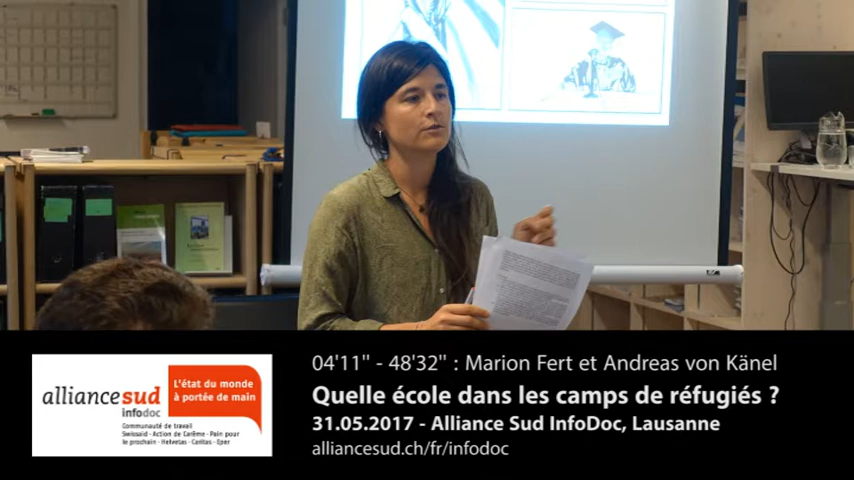 04'11" - 48'32" : Marion Fert et Andreas von Känel
Quelle école dans les camps de réfugiés ?
31.05.2017 - Alliance Sud InfoDoc, Lausanne
alliancesud.ch/fr/infodoc
alliancesud
infodoc
L'état du monde
à portée de main
Communauté de travail
Swissaid · Action de Carême · Pain pour
le prochain · Helvetas · Caritas · Eper